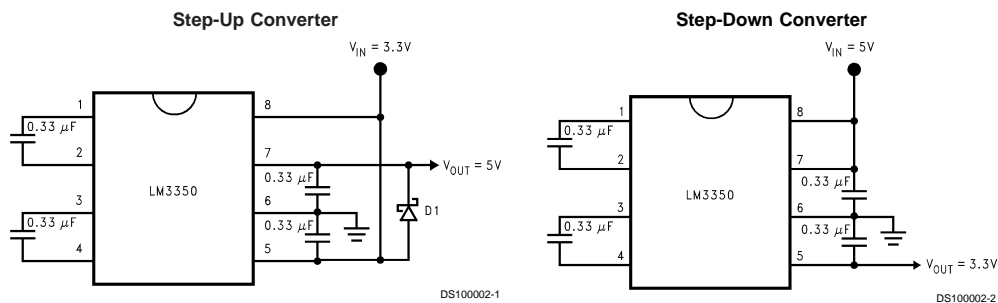 Step-Up Converter
V_IN = 3.3V
1
2
3
4
8
7
6
5
0.33 μF
0.33 μF
0.33 μF
0.33 μF
LM3350
D1
V_OUT = 5V
DS100002-1
Step-Down Converter
V_IN = 5V
1
2
3
4
8
7
6
5
0.33 μF
0.33 μF
0.33 μF
0.33 μF
LM3350
V_OUT = 3.3V
DS100002-2